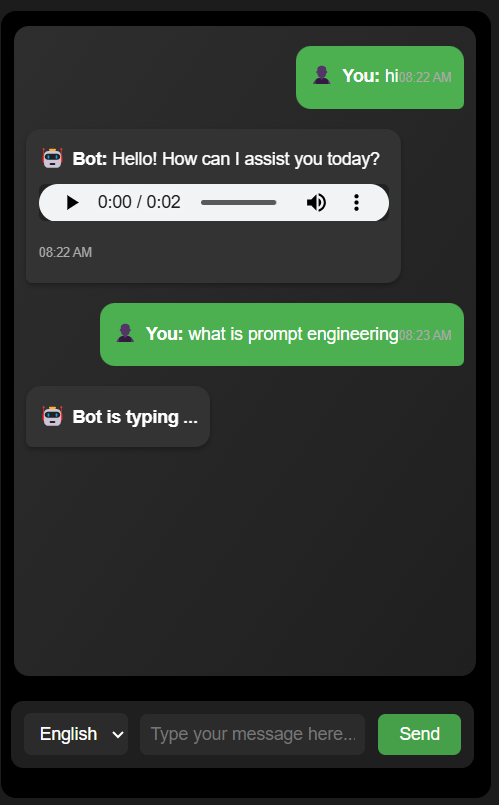 You: hi08:22 AM
Bot: Hello! How can I assist you today?
0:00 / 0:02
08:22 AM
You: what is prompt engineering08:23 AM
Bot is typing ...
English
Type your message here...
Send